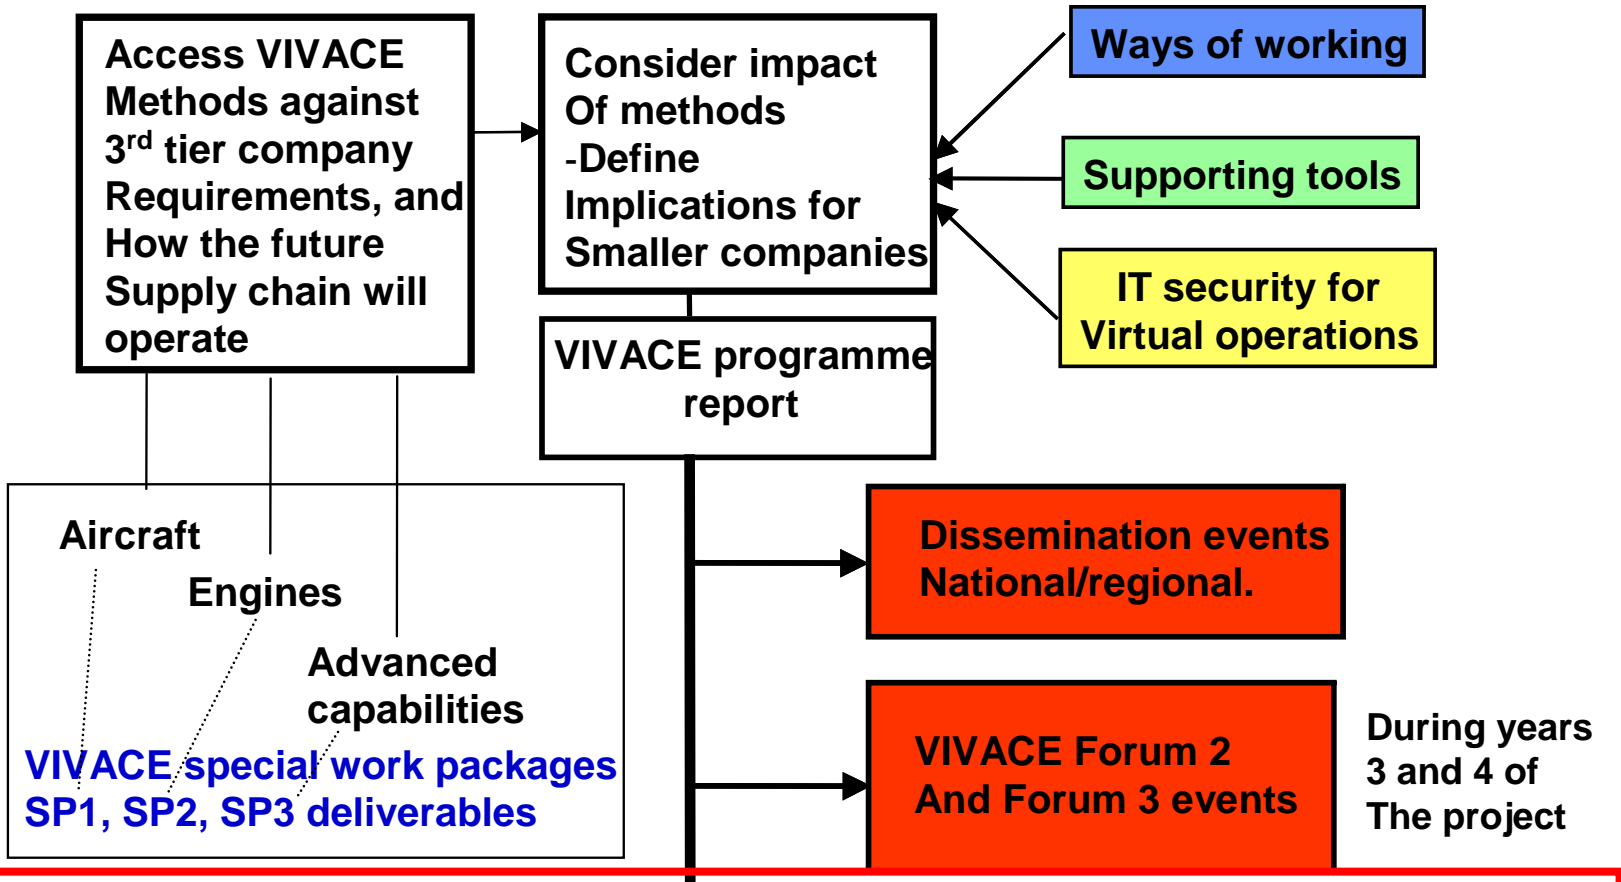 Access VIVACE
Methods against
3rd tier company
Requirements, and
How the future
Supply chain will
operate
Consider impact
Of methods
-Define
Implications for
Smaller companies
Ways of working
Supporting tools
IT security for
Virtual operations
VIVACE programme
report
Aircraft
Engines
Advanced
capabilities
VIVACE special work packages
SP1, SP2, SP3 deliverables
Dissemination events
National/regional.
VIVACE Forum 2
And Forum 3 events
During years
3 and 4 of
The project